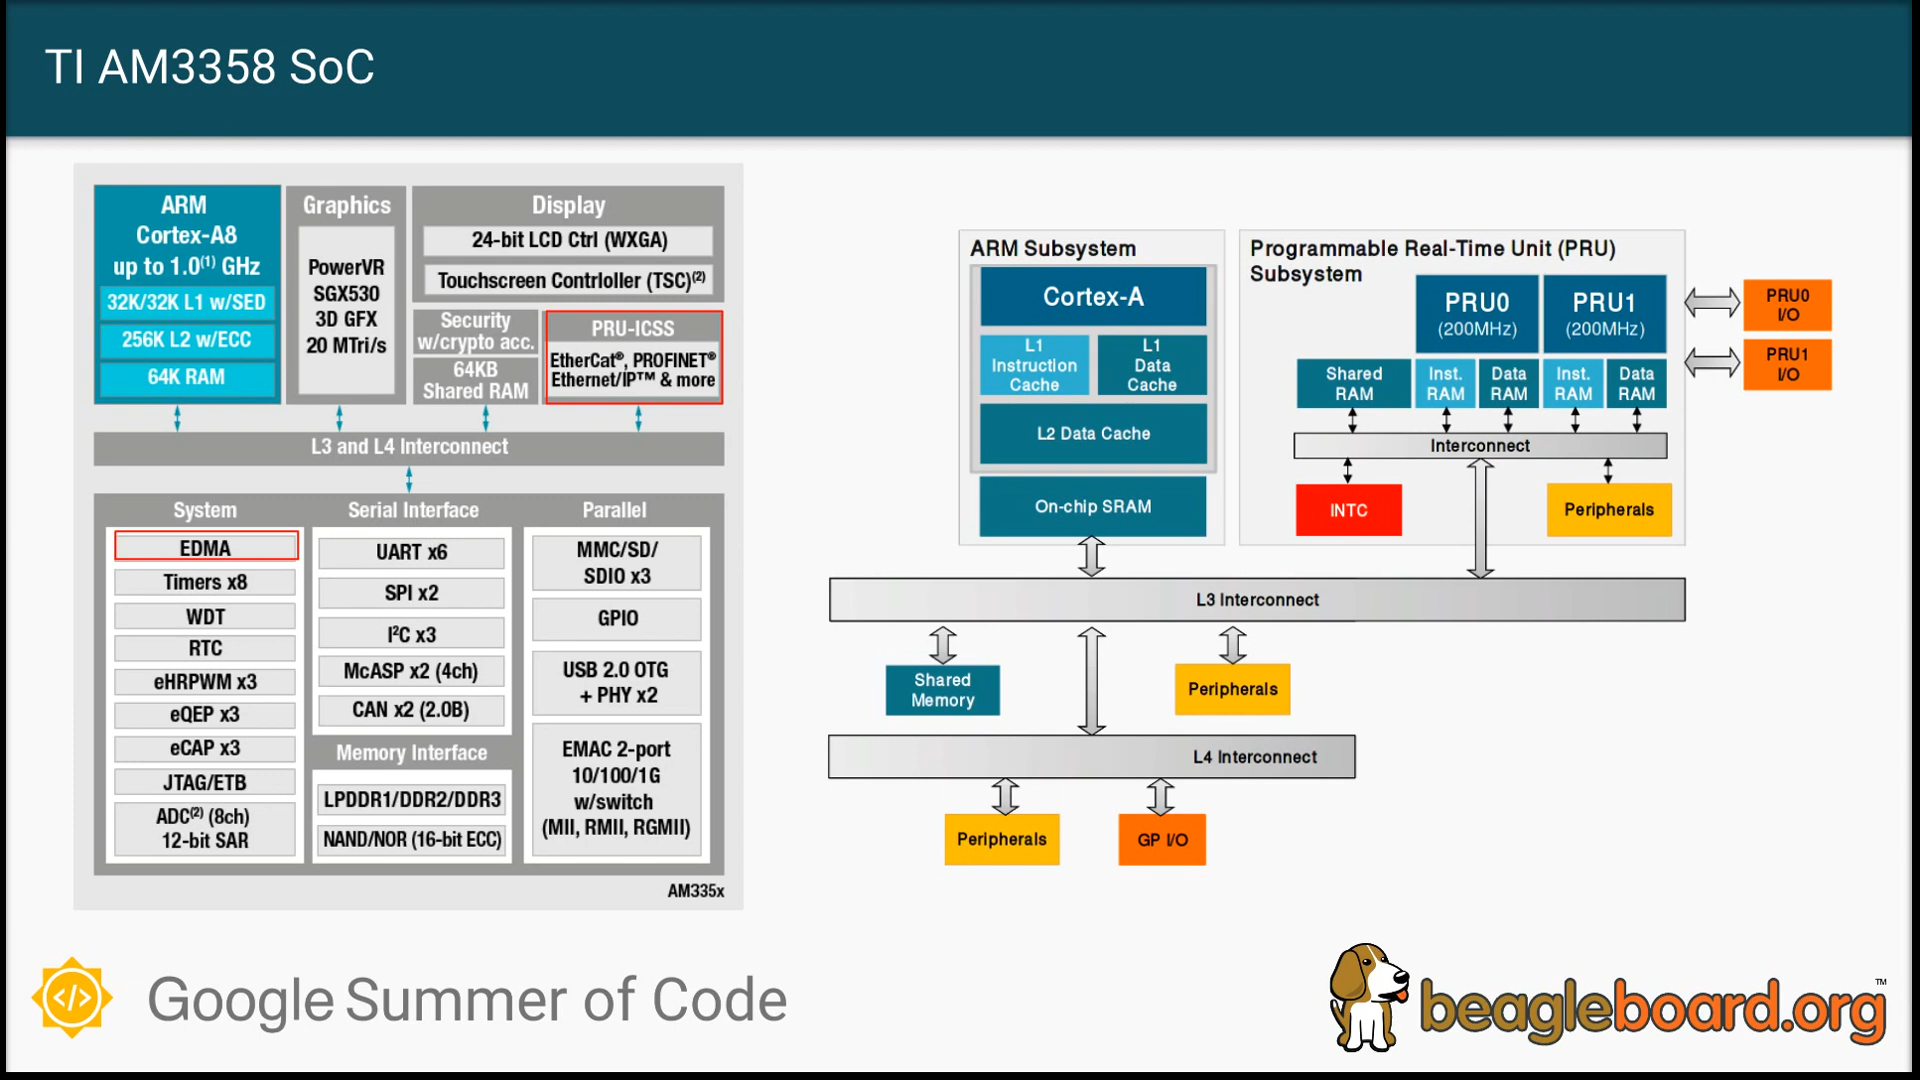 TI AM3358 SoC
ARM
Cortex-A8
up to 1.0(1) GHz
32K/32K L1 w/SED
256K L2 w/ECC
64K RAM
Graphics
PowerVR
SGX530
3D GFX
20 MTri/s
Display
24-bit LCD Ctrl (WXGA)
Touchscreen Contrloller (TSC)(2)
Security
w/crypto acc.
64KB
Shared RAM
PRU-ICSS
EtherCat®, PROFINET®
Ethernet/IP™ & more
L3 and L4 Interconnect
System
EDMA
Timers x8
WDT
RTC
eHRPWM x3
eQEP x3
eCAP x3
JTAG/ETB
ADC(2) (8ch)
12-bit SAR
Serial Interface
UART x6
SPI x2
I²C x3
McASP x2 (4ch)
CAN x2 (2.0B)
Memory Interface
LPDDR1/DDR2/DDR3
NAND/NOR (16-bit ECC)
Parallel
MMC/SD/
SDIO x3
GPIO
USB 2.0 OTG
+ PHY x2
EMAC 2-port
10/100/1G
w/switch
(MII, RMII, RGMII)
AM335x
ARM Subsystem
Cortex-A
L1
Instruction
Cache
L1
Data
Cache
L2 Data Cache
On-chip SRAM
Programmable Real-Time Unit (PRU)
Subsystem
PRU0
(200MHz)
PRU1
(200MHz)
Shared
RAM
Inst.
RAM
Data
RAM
Inst.
RAM
Data
RAM
Interconnect
INTC
Peripherals
PRU0
I/O
PRU1
I/O
L3 Interconnect
Shared
Memory
Peripherals
L4 Interconnect
Peripherals
GP I/O
</>
Google Summer of Code
beagleboard.org™